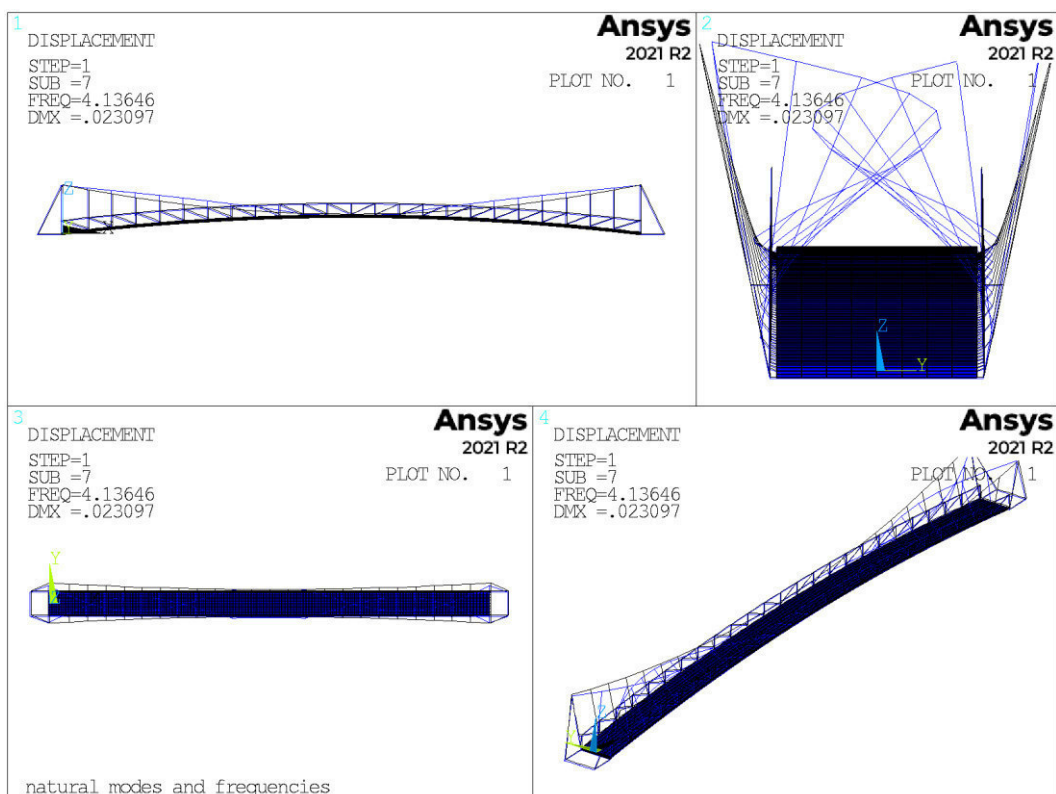 1
DISPLACEMENT
STEP=1
SUB =7
FREQ=4.13646
DMX =.023097
Ansys
2021 R2
PLOT NO. 1
Z
X
2
DISPLACEMENT
STEP=1
SUB =7
FREQ=4.13646
DMX =.023097
Ansys
2021 R2
PLOT NO. 1
Z
Y
3
DISPLACEMENT
STEP=1
SUB =7
FREQ=4.13646
DMX =.023097
Ansys
2021 R2
PLOT NO. 1
Y
natural modes and frequencies
4
DISPLACEMENT
STEP=1
SUB =7
FREQ=4.13646
DMX =.023097
Ansys
2021 R2
PLOT NO. 1
Z
Y